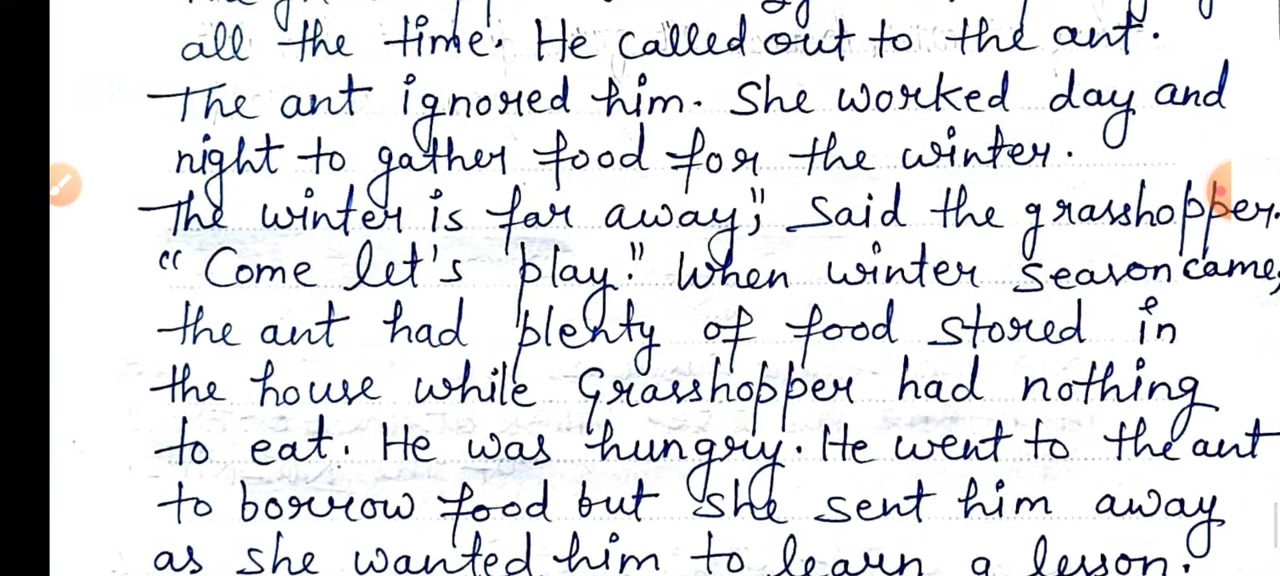 all the time. He called out to the ant.
The ant ignored him. She worked day and
night to gather food for the winter.
The winter is far away," said the grasshopper.
"Come let's play." When winter season came,
the ant had plenty of food stored in
the house while Grasshopper had nothing
to eat. He was hungry. He went to the ant
to borrow food but she sent him away
as she wanted him to learn a lesson.